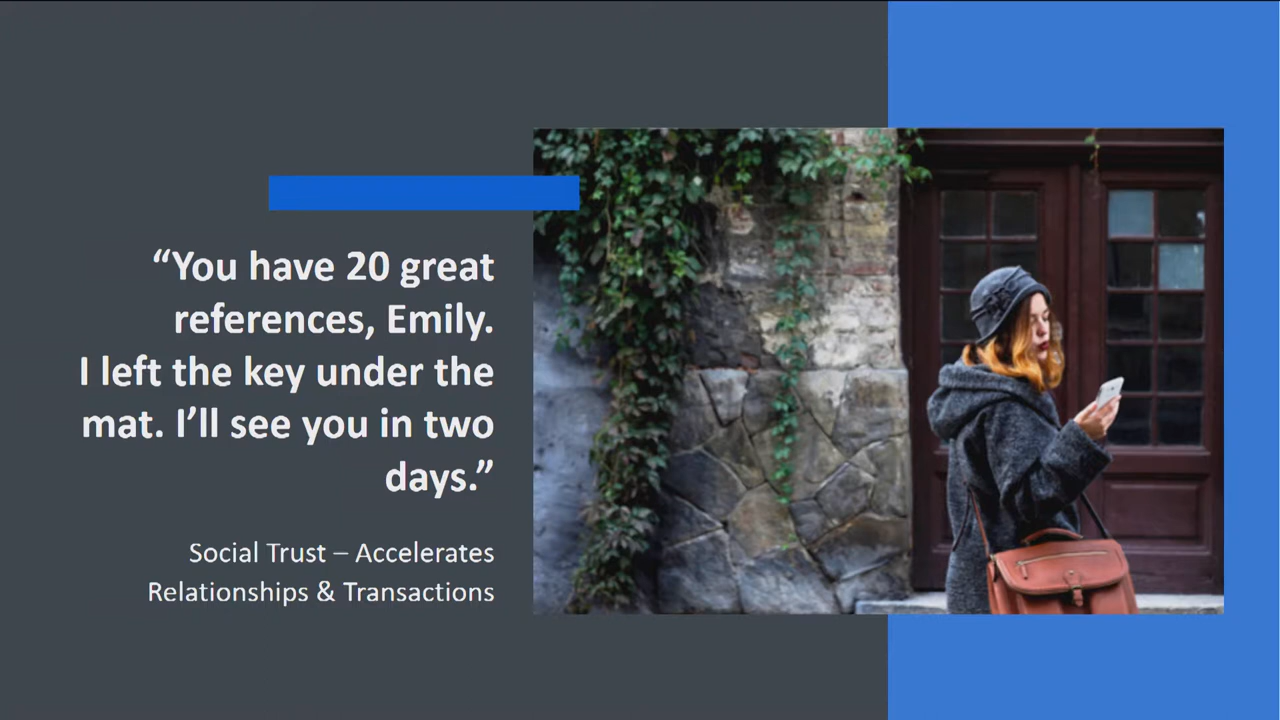 “You have 20 great
references, Emily.
I left the key under the
mat. I’ll see you in two
days.”
Social Trust – Accelerates
Relationships & Transactions